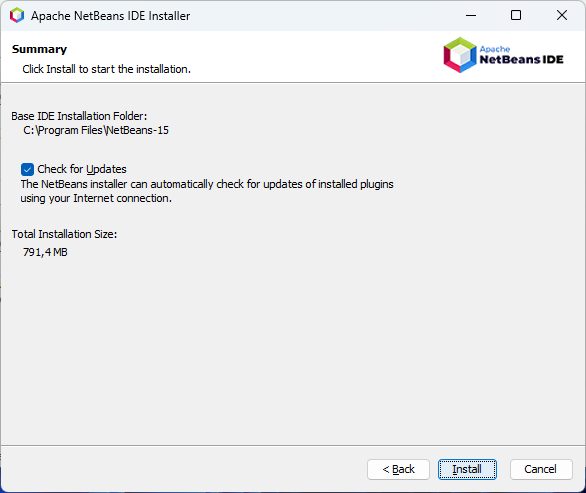 Apache NetBeans IDE Installer
Summary
Click Install to start the installation.
Apache
NetBeans IDE
Base IDE Installation Folder:
C:\Program Files\NetBeans-15
Check for Updates
The NetBeans installer can automatically check for updates of installed plugins
using your Internet connection.
Total Installation Size:
791,4 MB
< Back
Install
Cancel